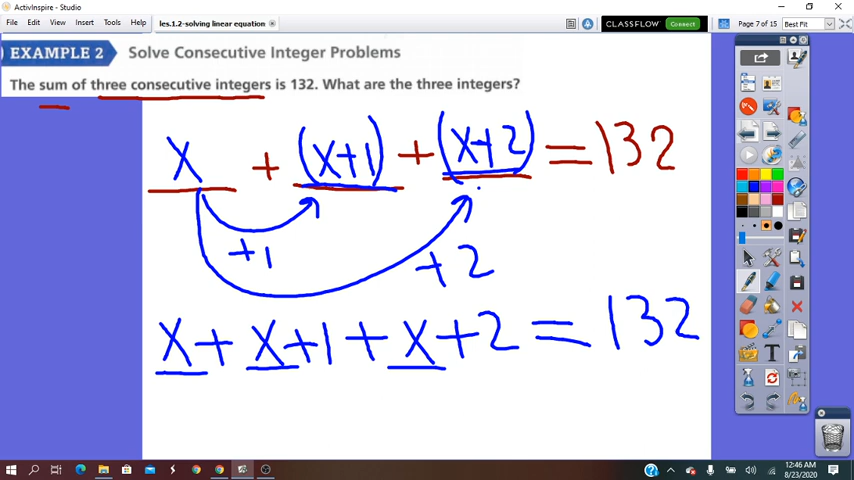 ActivInspire - Studio
File Edit View Insert Tools Help
les.1.2-solving linear equation
CLASSFLOW Connect
Page 7 of 15 Best Fit
EXAMPLE 2 Solve Consecutive Integer Problems
The sum of three consecutive integers is 132. What are the three integers?
x + (x+1) + (x+2) = 132
+1
+2
x + x + 1 + x + 2 = 132
12:46 AM
8/23/2020